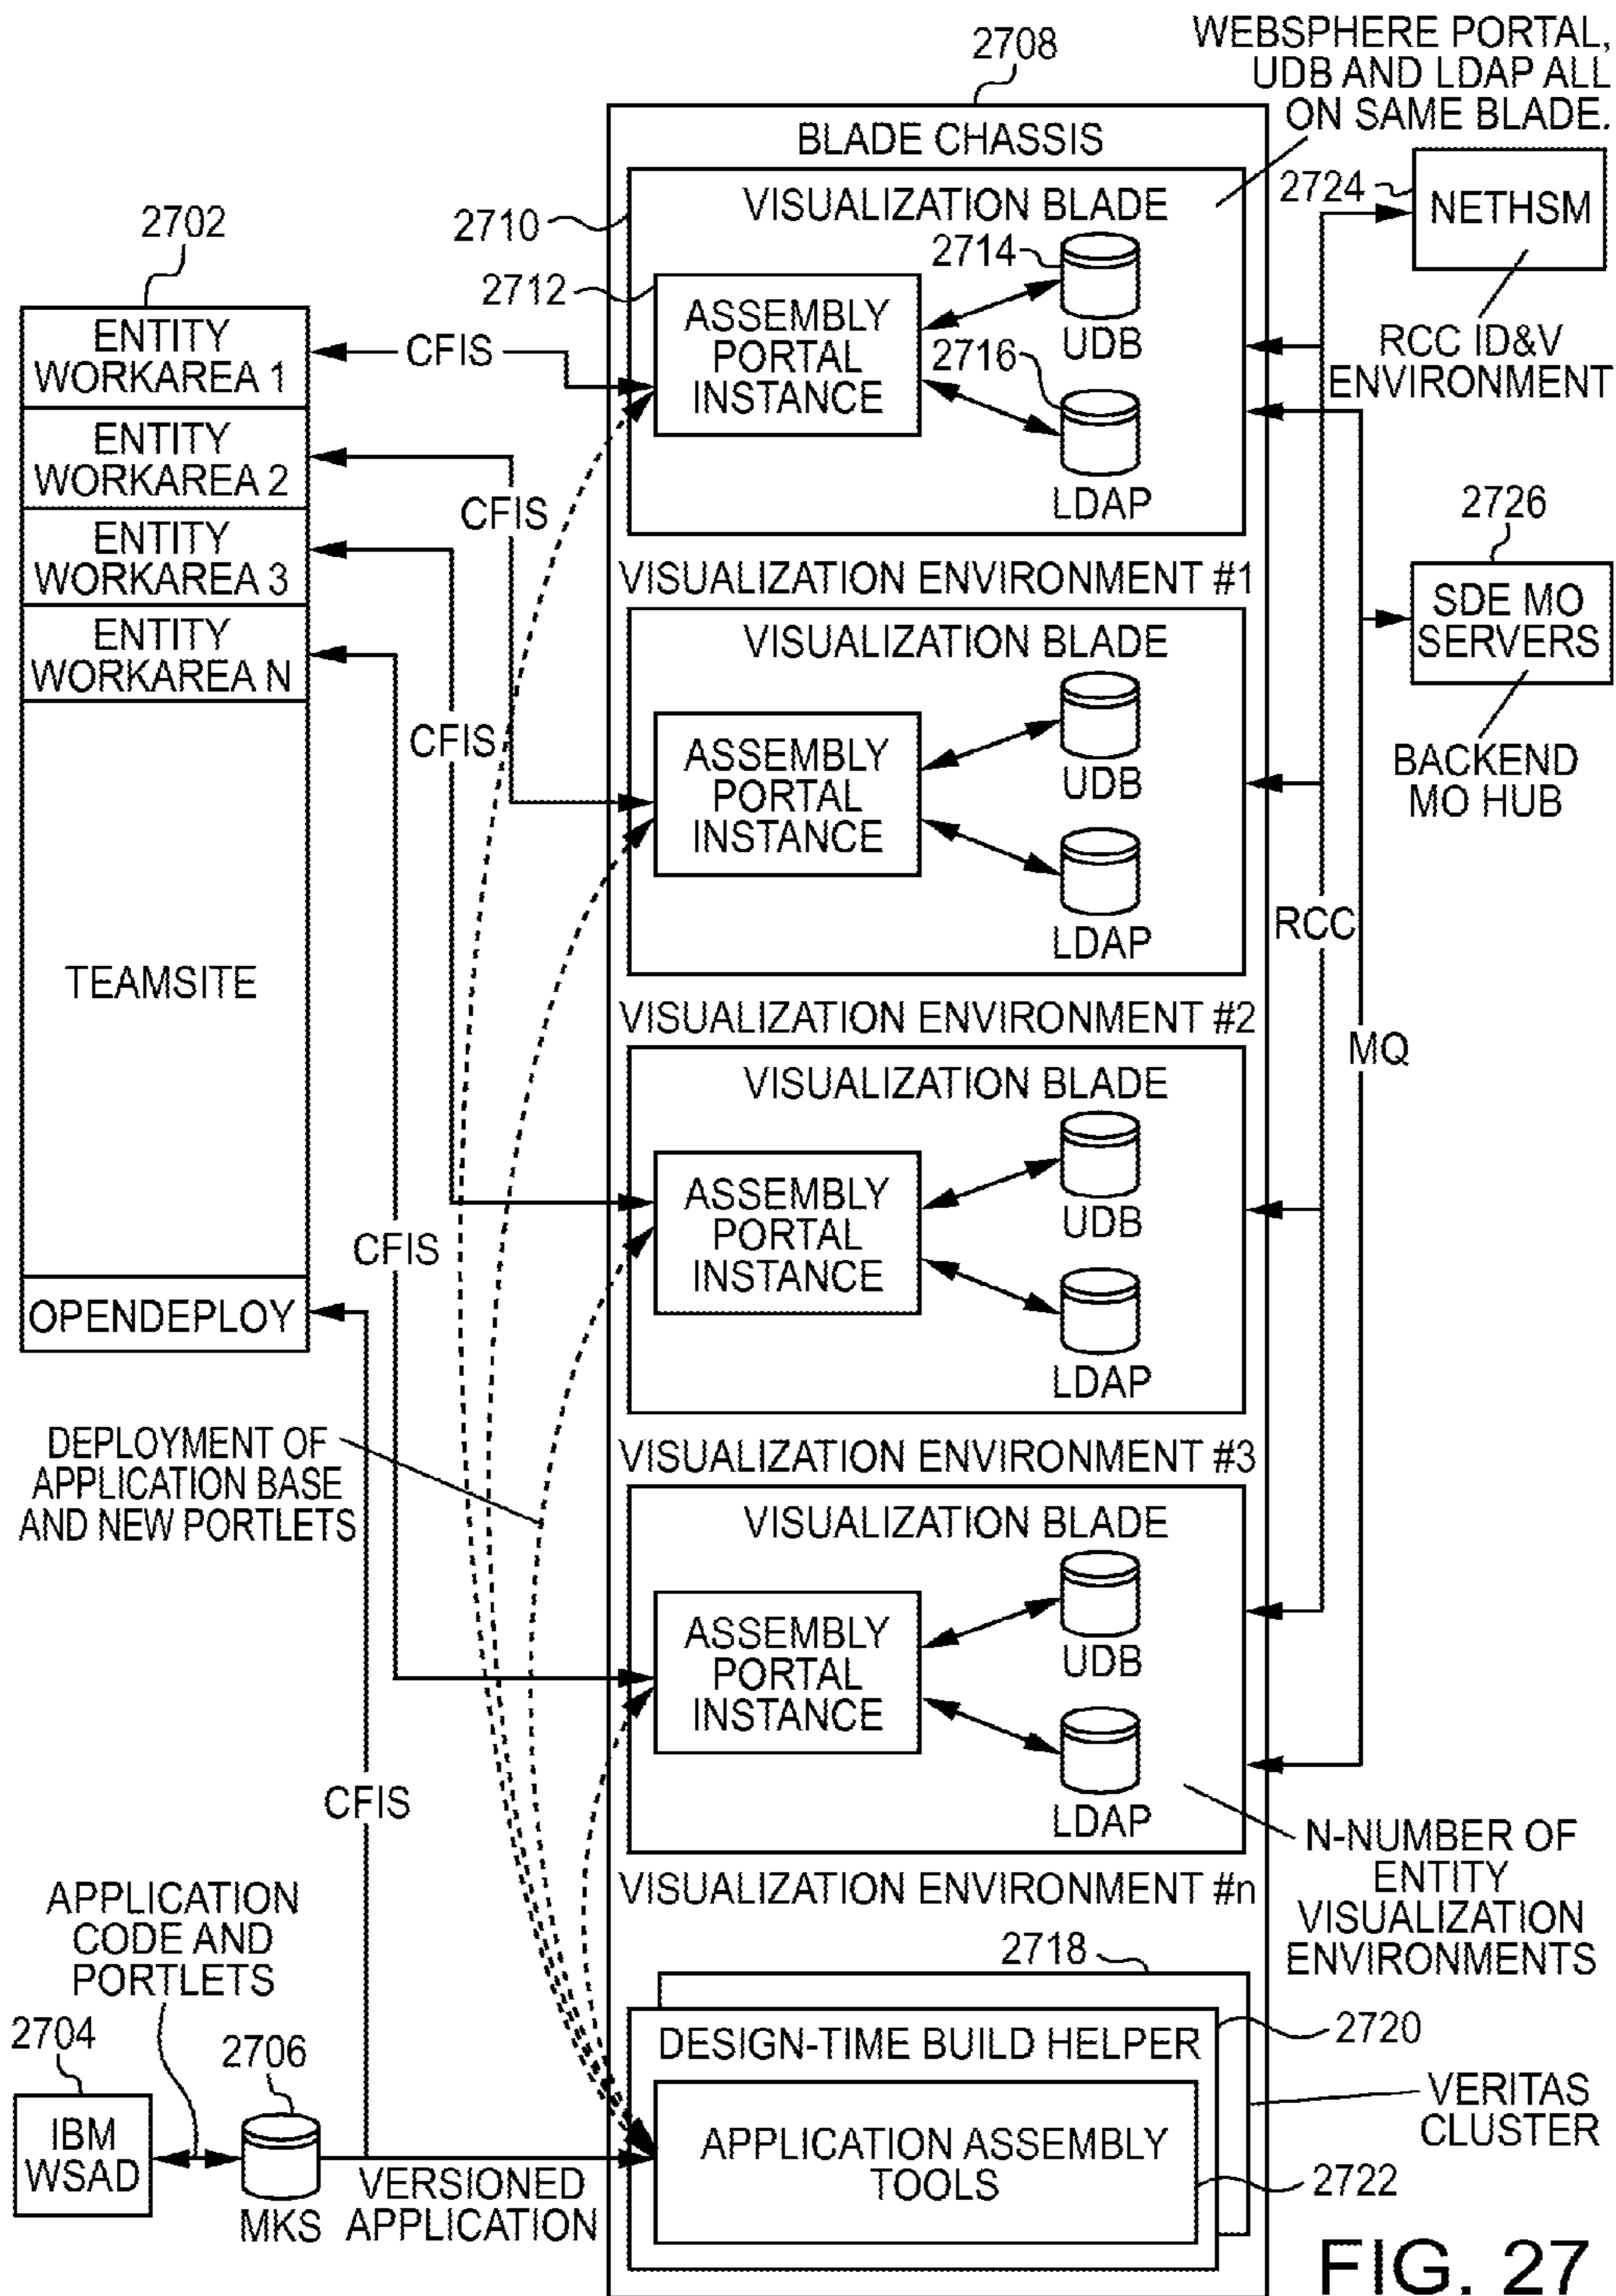 WEBSPHERE PORTAL,
UDB AND LDAP ALL
ON SAME BLADE.
2708
BLADE CHASSIS
2702
ENTITY
WORKAREA 1
ENTITY
WORKAREA 2
ENTITY
WORKAREA 3
ENTITY
WORKAREA N
TEAMSITE
OPENDEPLOY
CFIS
CFIS
CFIS
CFIS
CFIS
2710
VISUALIZATION BLADE
2712
ASSEMBLY
PORTAL
INSTANCE
2714
UDB
2716
LDAP
VISUALIZATION ENVIRONMENT #1
VISUALIZATION BLADE
ASSEMBLY
PORTAL
INSTANCE
UDB
LDAP
VISUALIZATION ENVIRONMENT #2
VISUALIZATION BLADE
ASSEMBLY
PORTAL
INSTANCE
UDB
LDAP
VISUALIZATION ENVIRONMENT #3
VISUALIZATION BLADE
ASSEMBLY
PORTAL
INSTANCE
UDB
LDAP
VISUALIZATION ENVIRONMENT #n
2724
NETHSM
RCC ID&V
ENVIRONMENT
2726
SDE MO
SERVERS
BACKEND
MO HUB
RCC
MQ
DEPLOYMENT OF
APPLICATION BASE
AND NEW PORTLETS
N-NUMBER OF
ENTITY
VISUALIZATION
ENVIRONMENTS
APPLICATION
CODE AND
PORTLETS
2704
IBM
WSAD
2706
MKS
VERSIONED
APPLICATION
2718
2720
DESIGN-TIME BUILD HELPER
APPLICATION ASSEMBLY
TOOLS
2722
VERITAS
CLUSTER
FIG. 27